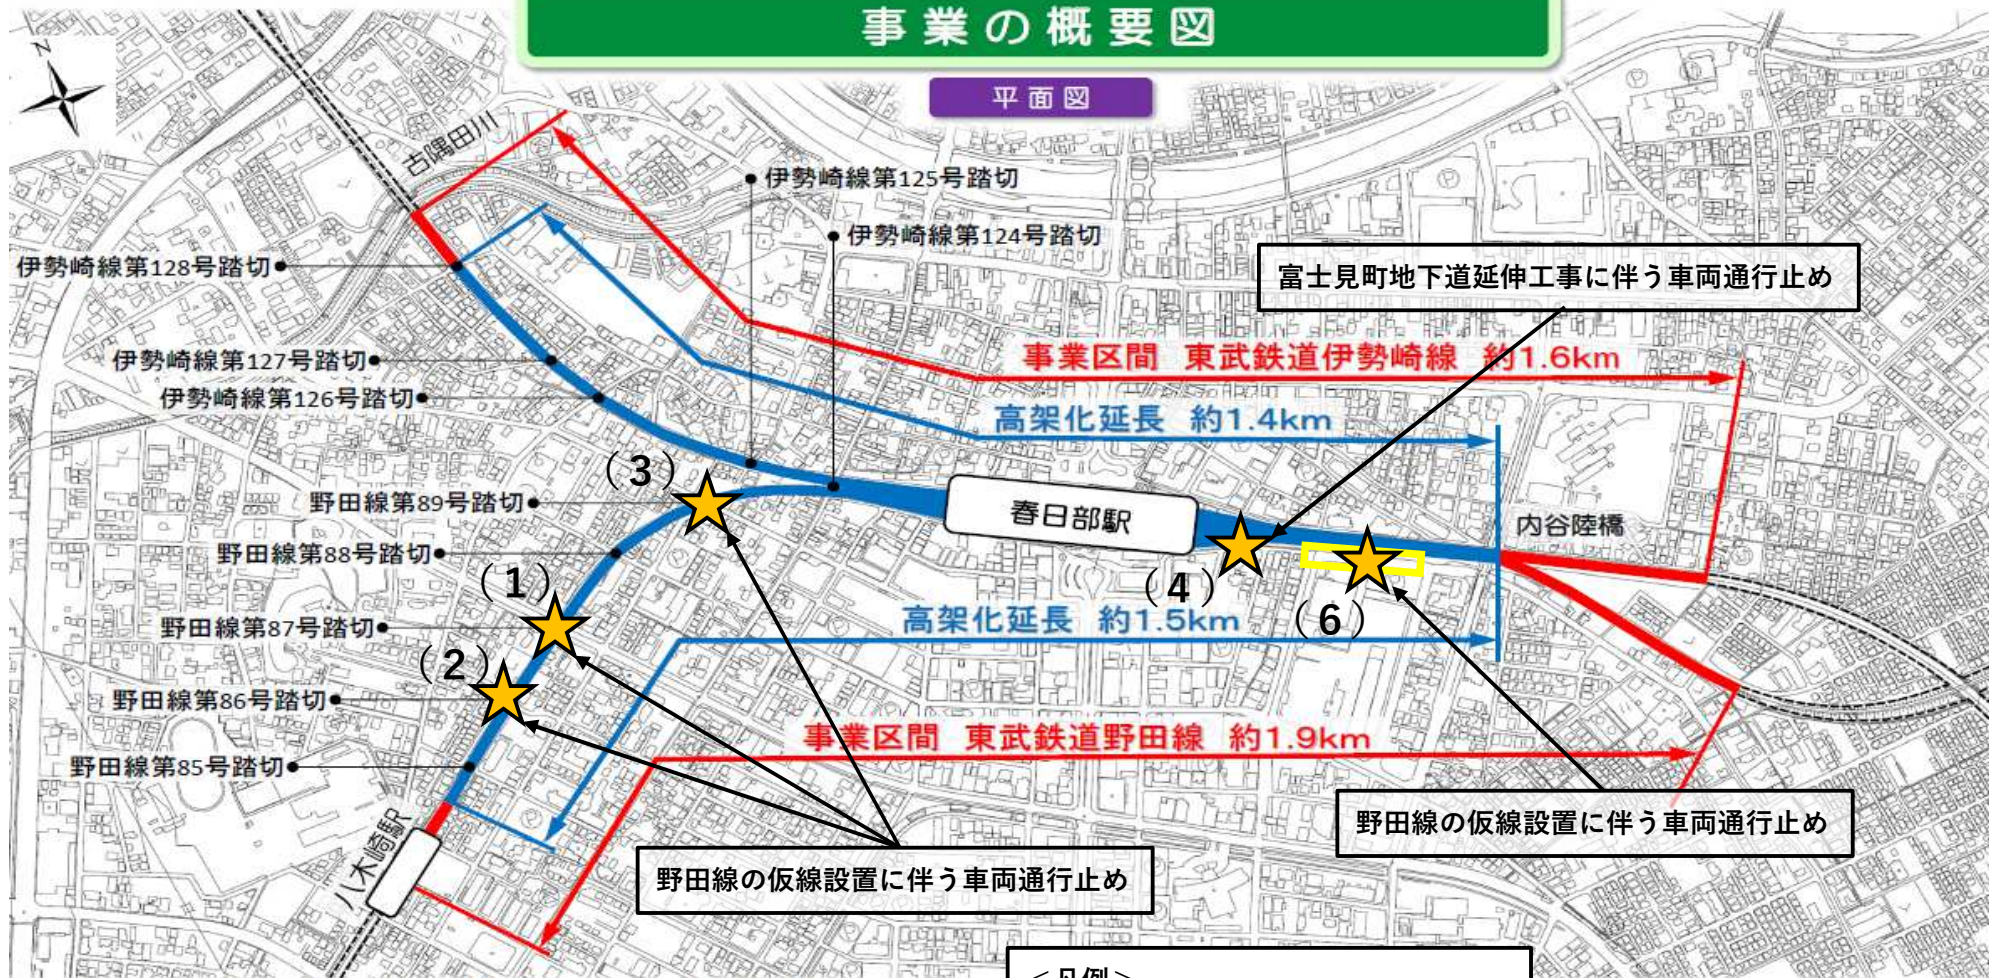 事業の概要図
平面図
N
古隅田川
伊勢崎線第125号踏切
伊勢崎線第124号踏切
伊勢崎線第128号踏切
富士見町地下道延伸工事に伴う車両通行止め
伊勢崎線第127号踏切
事業区間 東武鉄道伊勢崎線 約1.6km
伊勢崎線第126号踏切
高架化延長 約1.4km
(3)
野田線第89号踏切
春日部駅
内谷陸橋
野田線第88号踏切
(1)
(4)
(6)
高架化延長 約1.5km
野田線第87号踏切
(2)
野田線第86号踏切
事業区間 東武鉄道野田線 約1.9km
野田線第85号踏切
野田線の仮線設置に伴う車両通行止め
八木崎駅
野田線の仮線設置に伴う車両通行止め
<凡例>